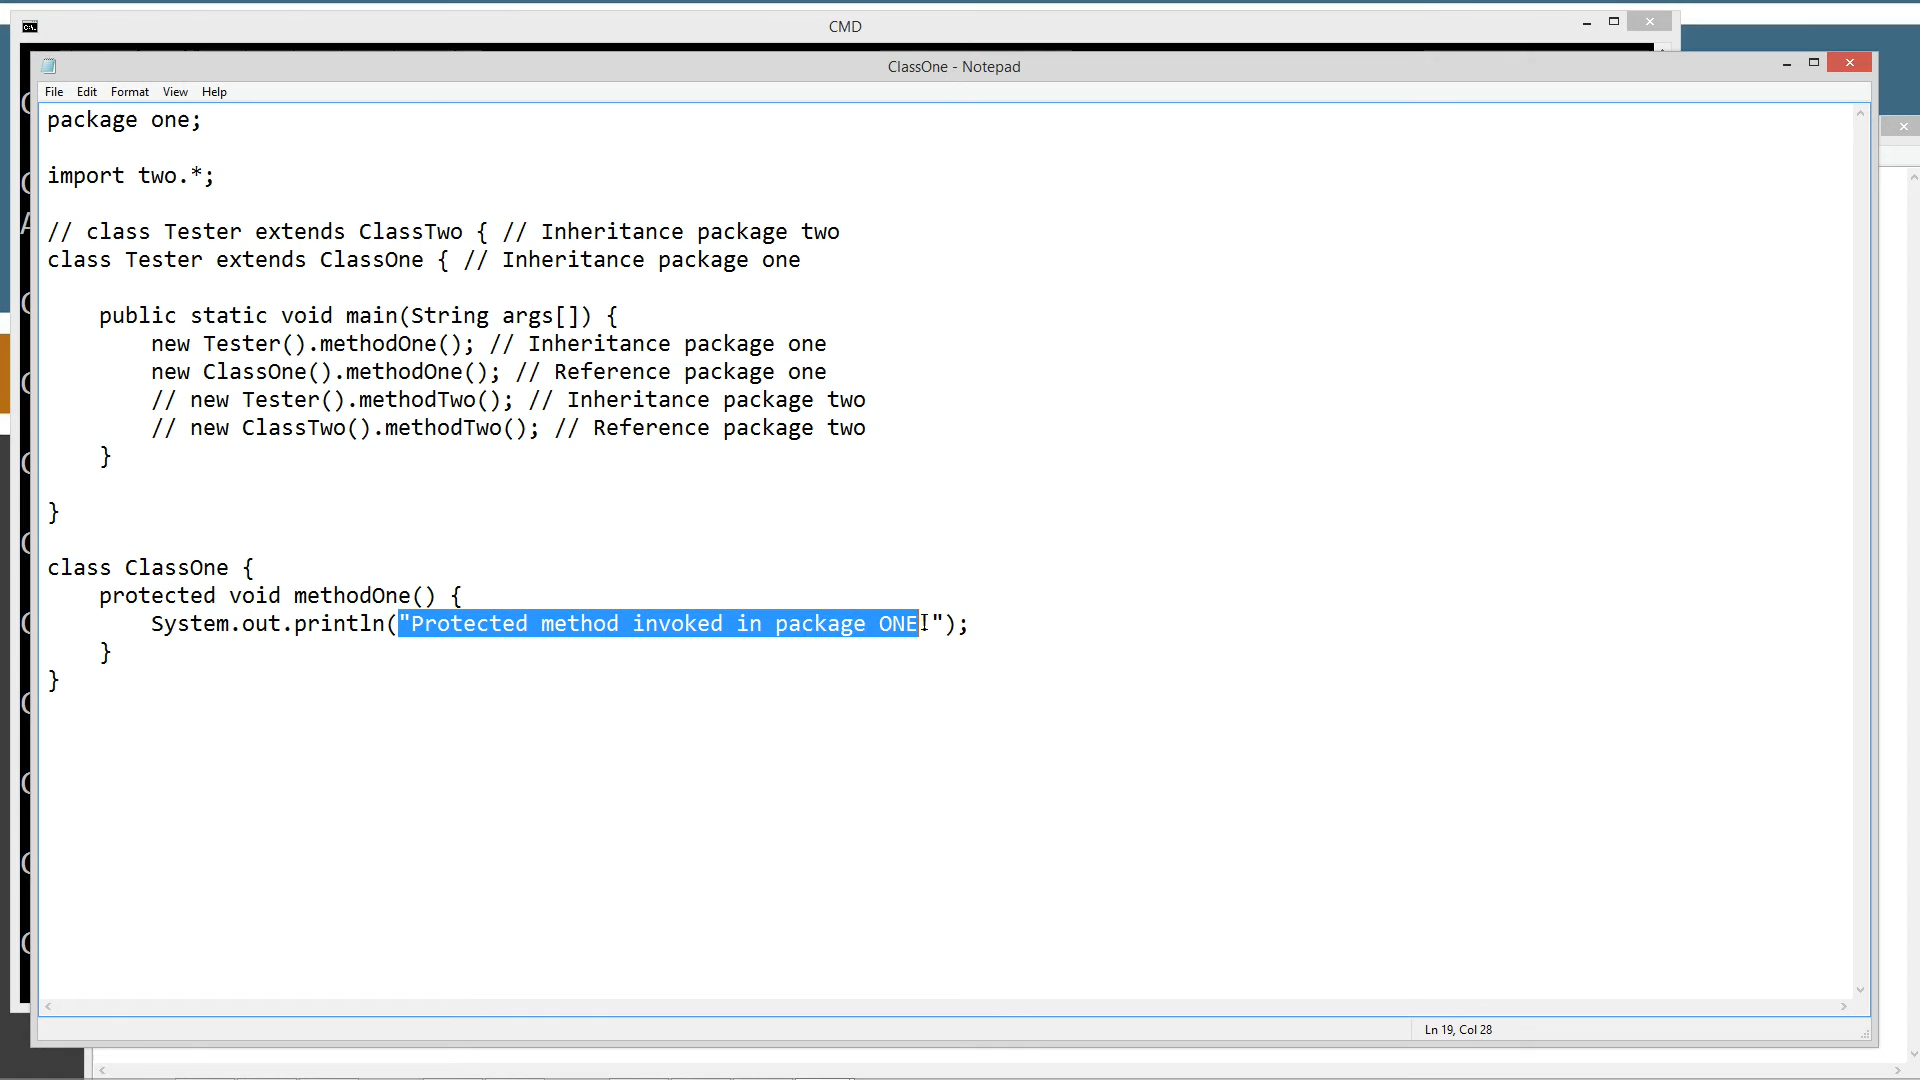 CMD
ClassOne - Notepad
File Edit Format View Help
package one;
import two.*;
// class Tester extends ClassTwo { // Inheritance package two
class Tester extends ClassOne { // Inheritance package one
public static void main(String args[]) {
new Tester().methodOne(); // Inheritance package one
new ClassOne().methodOne(); // Reference package one
// new Tester().methodTwo(); // Inheritance package two
// new ClassTwo().methodTwo(); // Reference package two
}
}
class ClassOne {
protected void methodOne() {
System.out.println("Protected method invoked in package ONE!");
}
}
Ln 19, Col 28